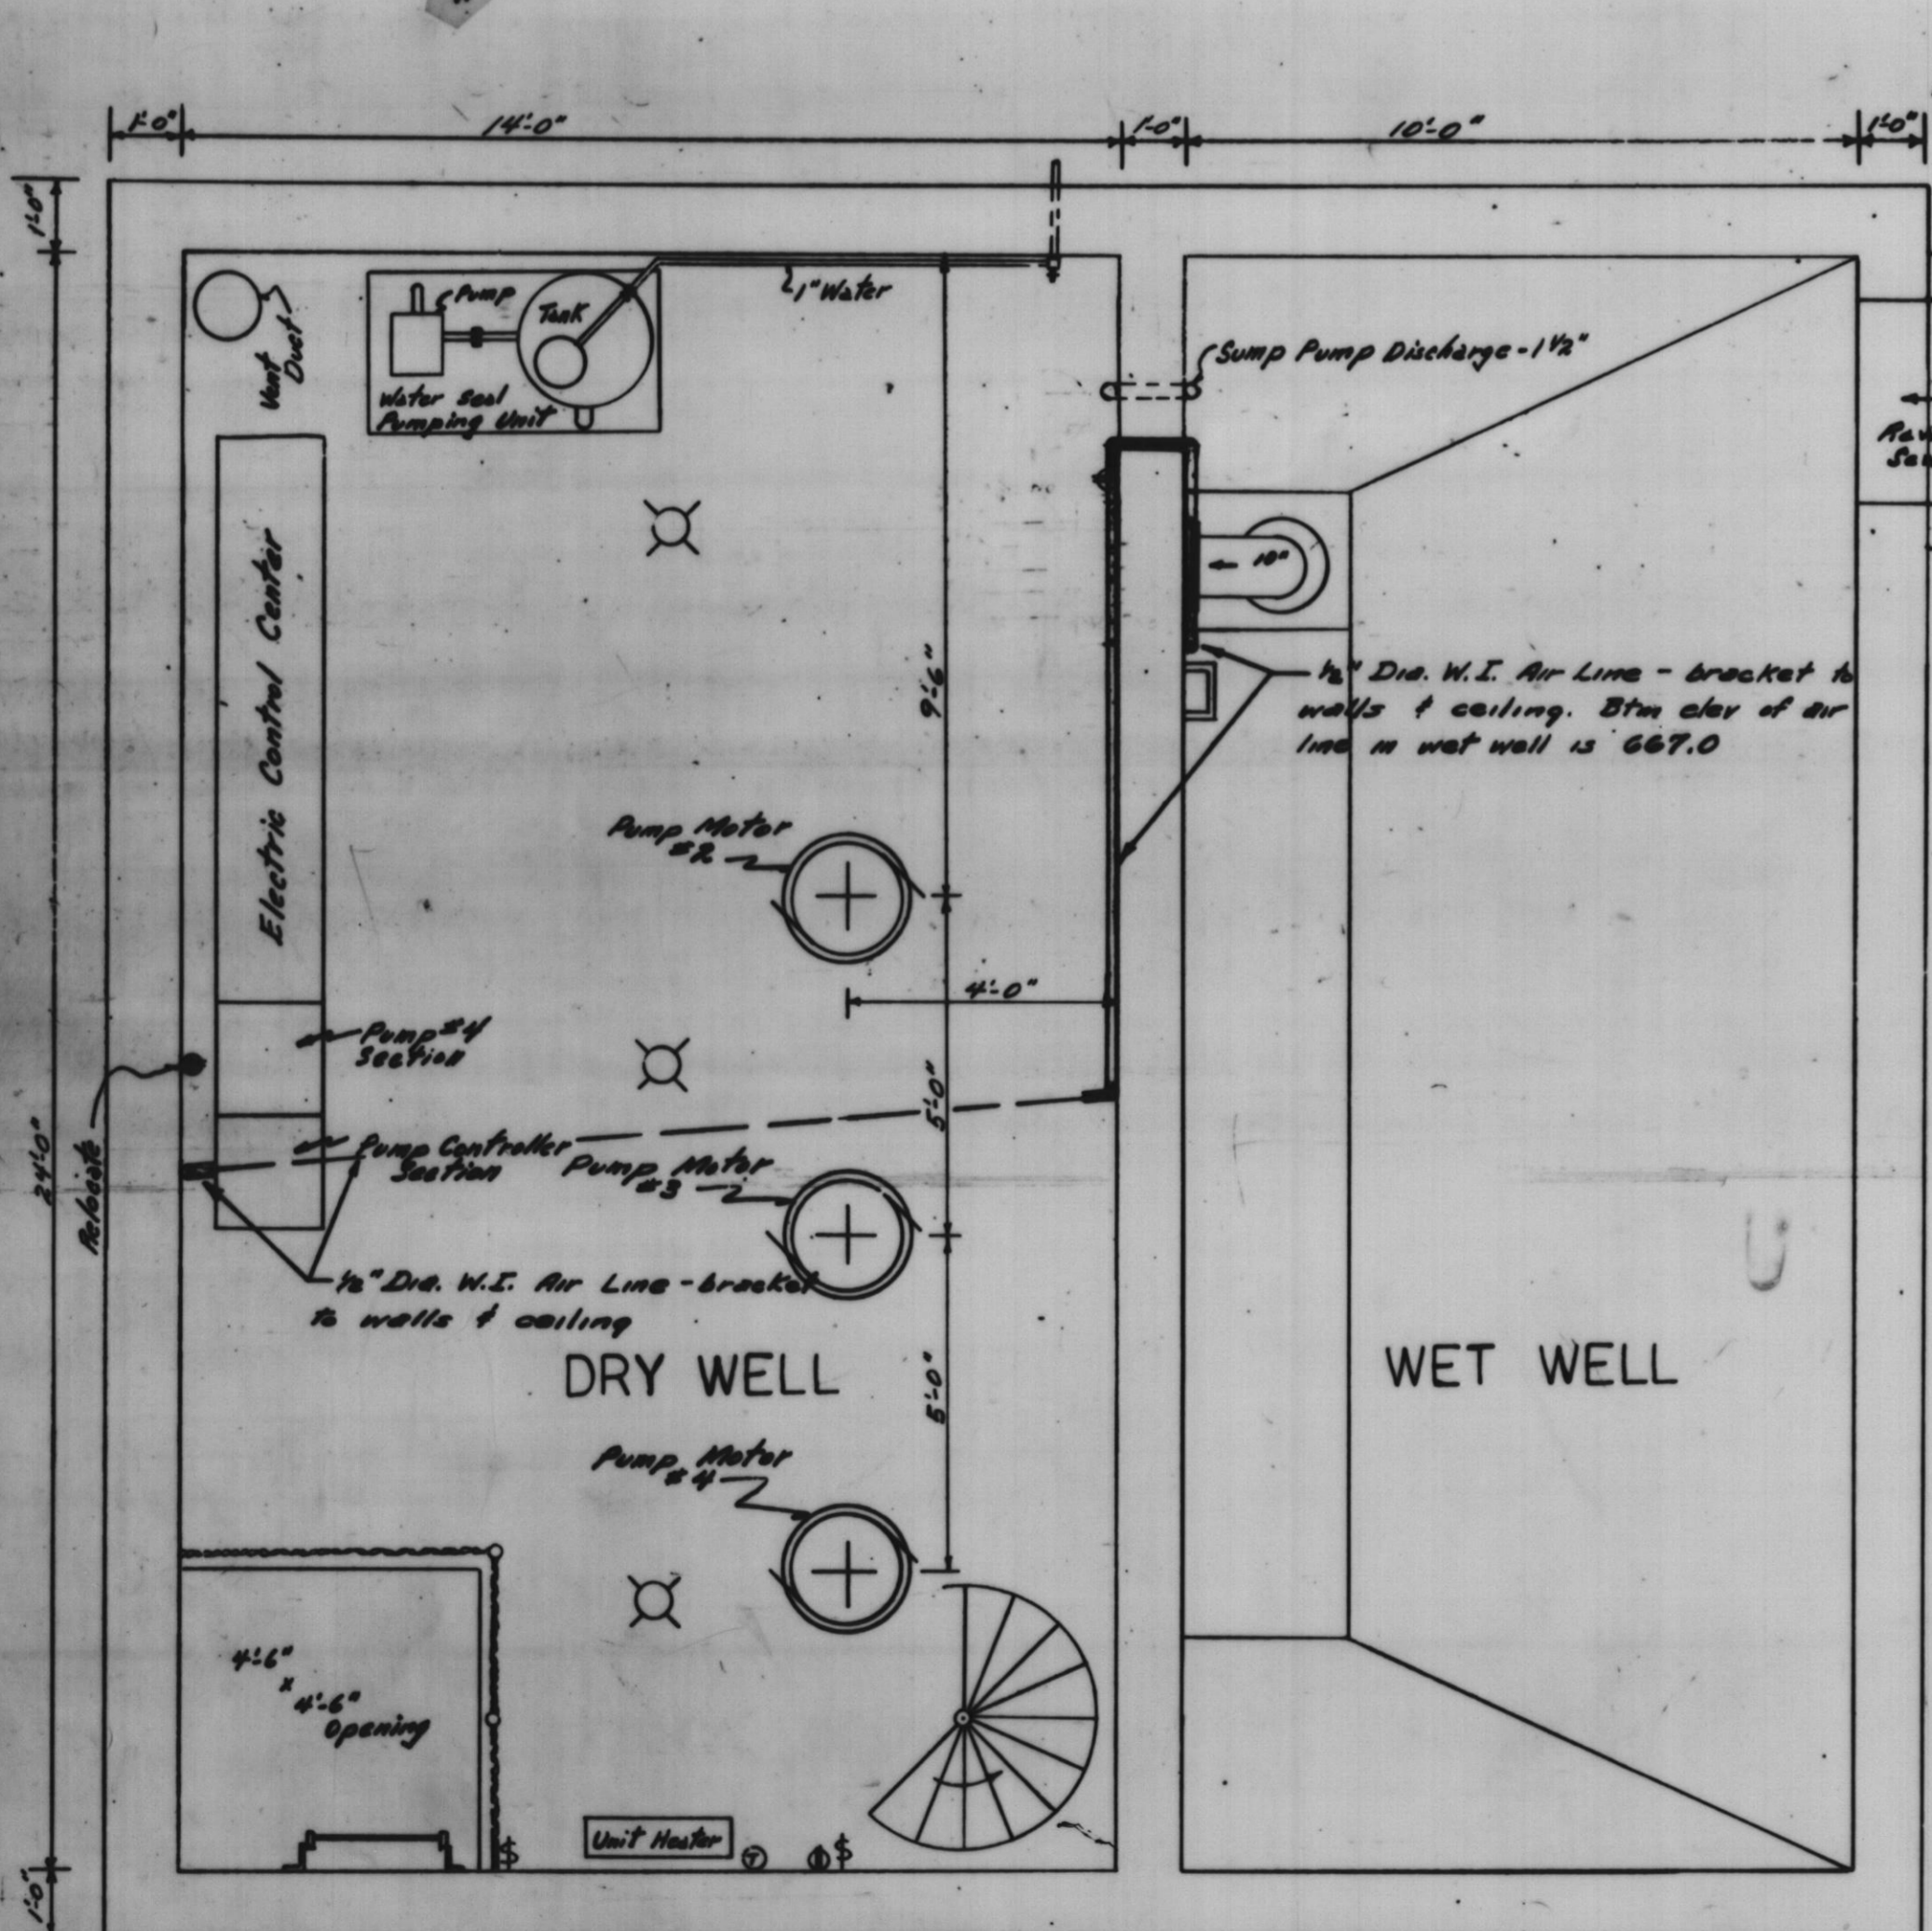 1'-0"
14'-0"
1'-0"
10'-0"
1'-0"
1'-0"
Vent
Duct
Pump
Tank
Water Seal
Pumping Unit
1" Water
Sump Pump Discharge - 1 1/2"
10"
Electric Control Center
9'-6"
1/2" Dia. W.I. Air Line - bracket to
walls & ceiling. Btm elev of air
line in wet well is 667.0
Pump Motor
#2
4'-0"
Pump #4
Section
5'-0"
24'-0"
Relocate
Pump Controller
Section
Pump Motor
#3
1/2" Dia. W.I. Air Line - bracket
to walls & ceiling
DRY WELL
WET WELL
5'-0"
Pump Motor
#4
4'-6"
x
4'-6"
Opening
Unit Heater
T
$
$
1'-0"